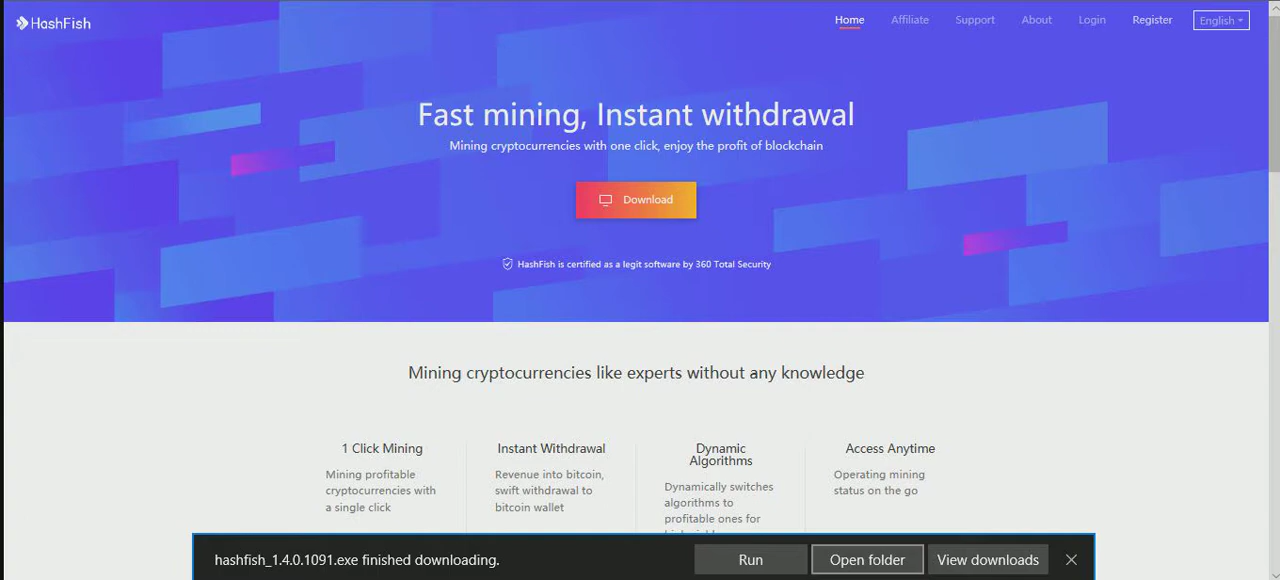 HashFish
Home Affiliate Support About Login Register English
Fast mining, Instant withdrawal
Mining cryptocurrencies with one click, enjoy the profit of blockchain
Download
HashFish is certified as a legit software by 360 Total Security
Mining cryptocurrencies like experts without any knowledge
1 Click Mining
Mining profitable
cryptocurrencies with
a single click
Instant Withdrawal
Revenue into bitcoin,
swift withdrawal to
bitcoin wallet
Dynamic
Algorithms
Dynamically switches
algorithms to
profitable ones for
Access Anytime
Operating mining
status on the go
hashfish_1.4.0.1091.exe finished downloading.
Run Open folder View downloads